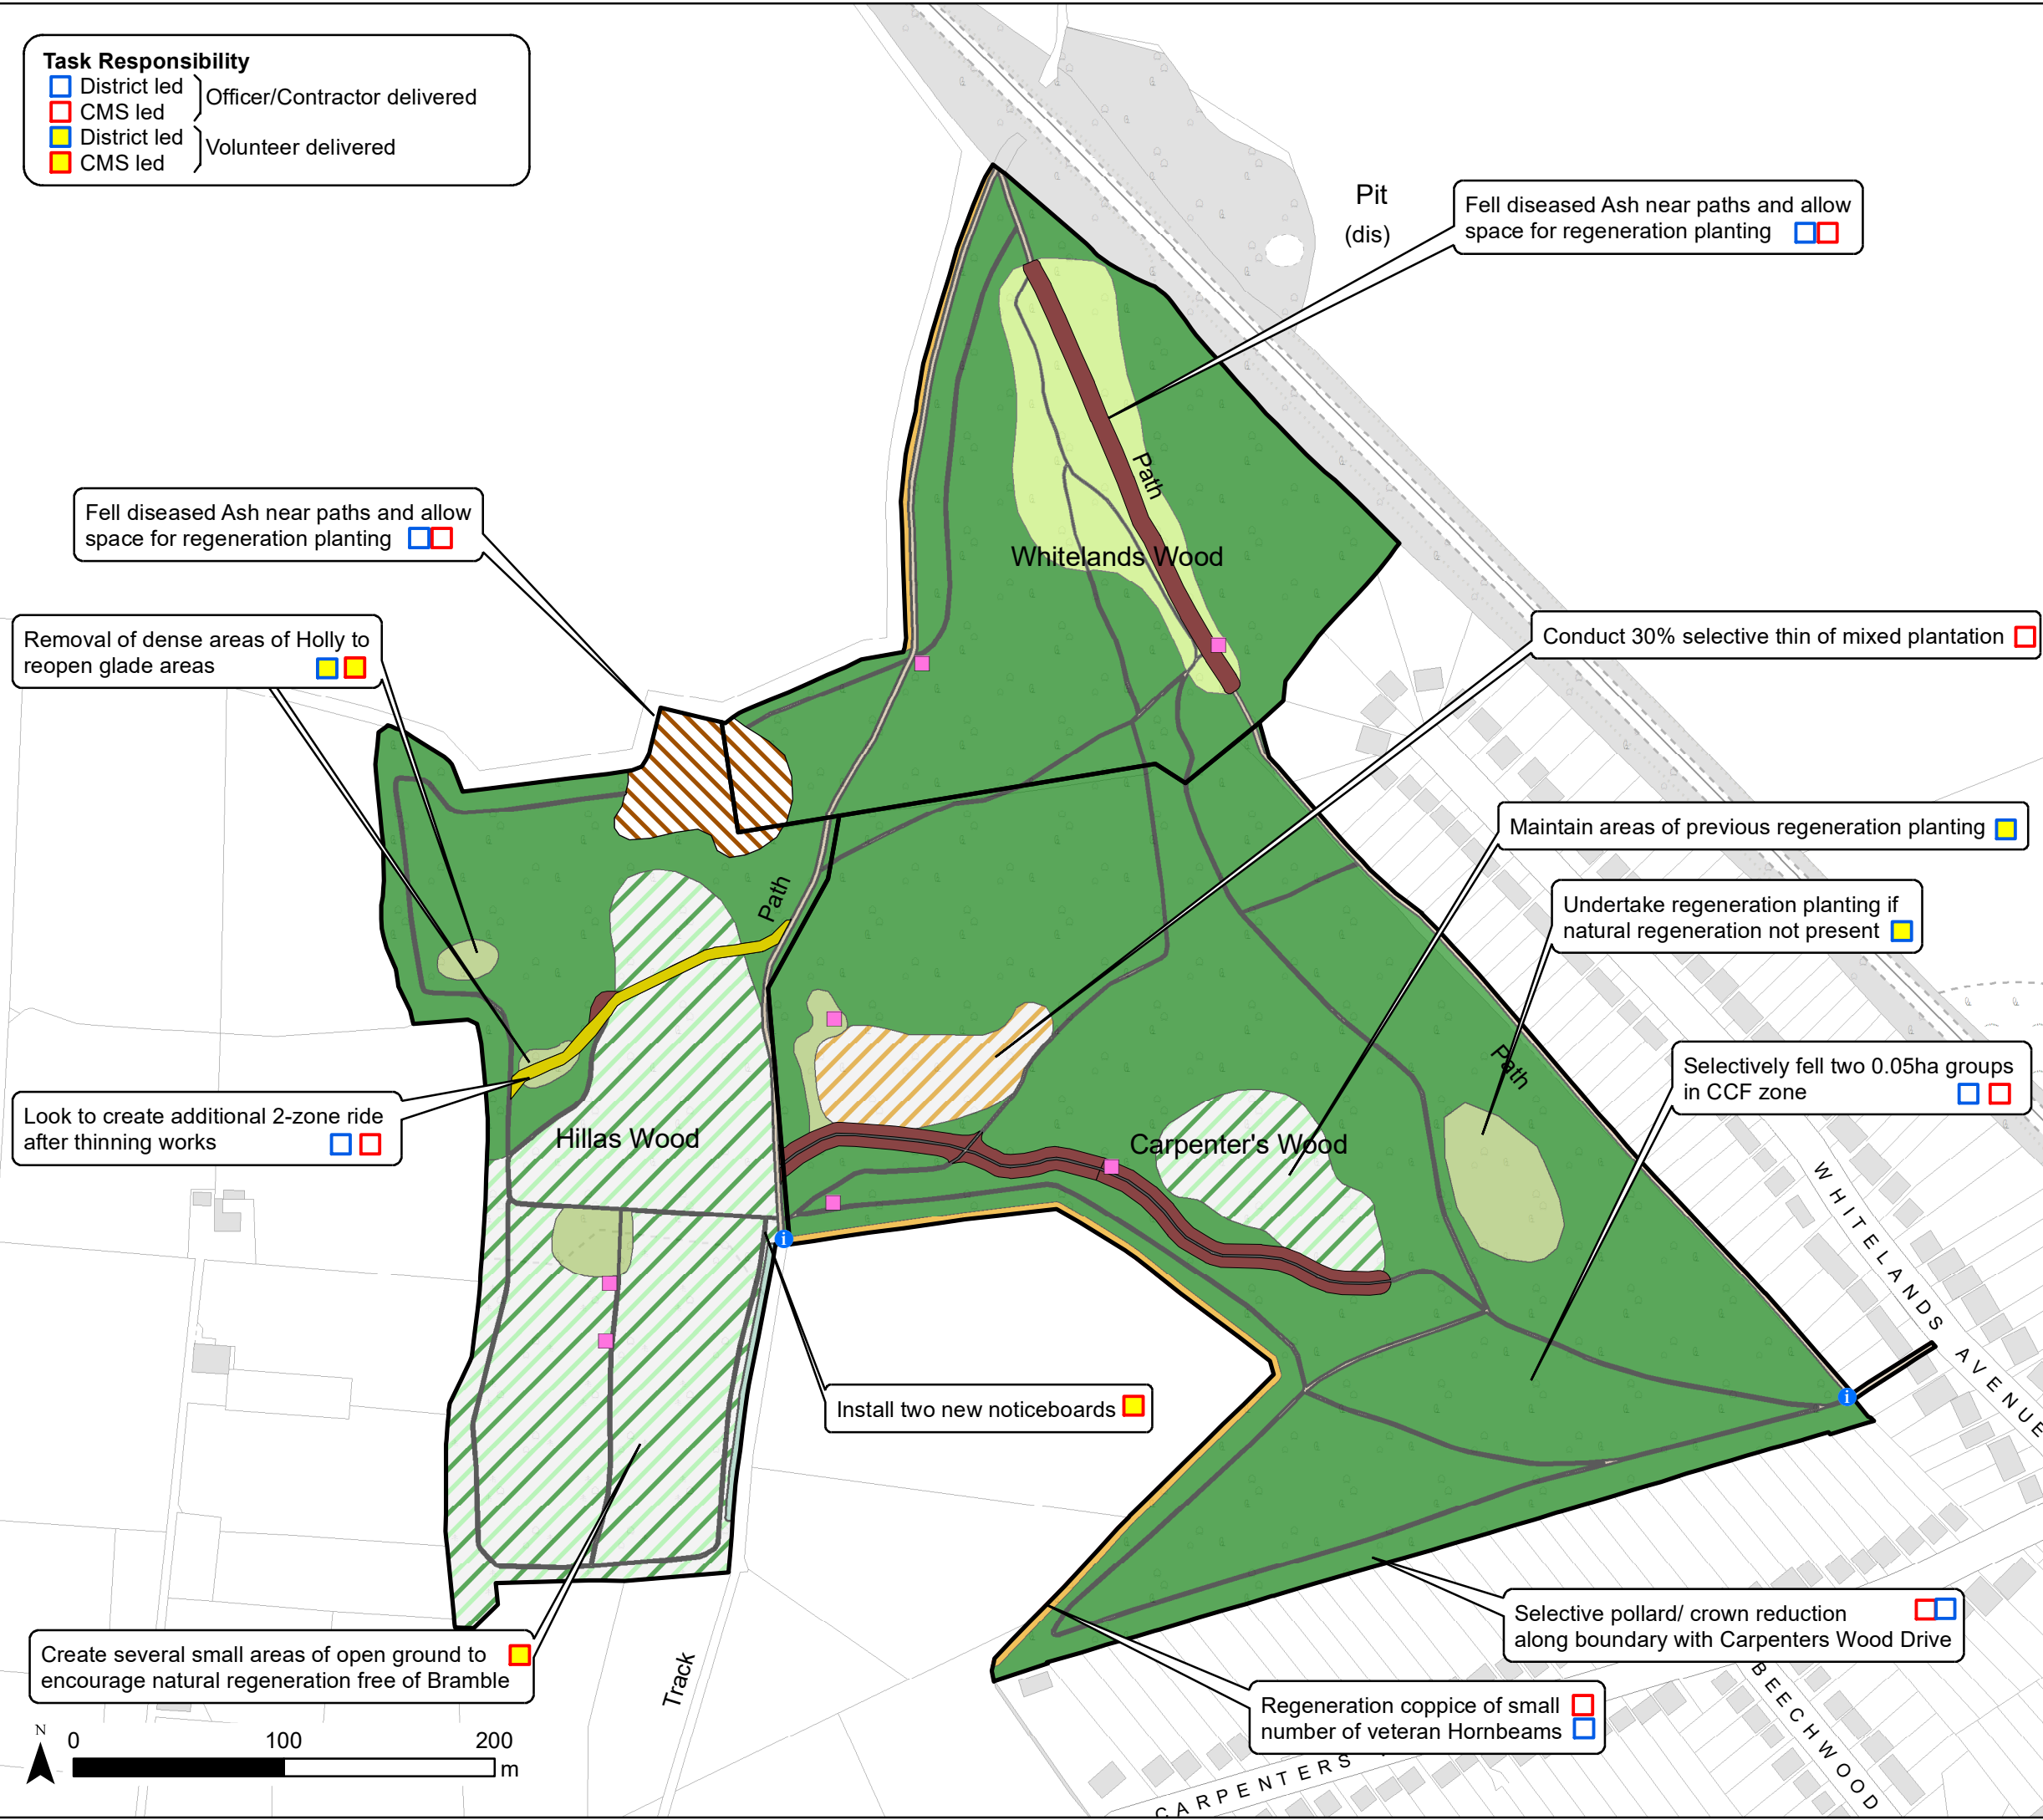 Task Responsibility
District led
CMS led
Officer/Contractor delivered
District led
CMS led
Volunteer delivered
Pit
(dis)
Fell diseased Ash near paths and allow
space for regeneration planting
Path
Fell diseased Ash near paths and allow
space for regeneration planting
Whitelands Wood
Removal of dense areas of Holly to
reopen glade areas
Conduct 30% selective thin of mixed plantation
Maintain areas of previous regeneration planting
Path
Undertake regeneration planting if
natural regeneration not present
Path
Selectively fell two 0.05ha groups
in CCF zone
Look to create additional 2-zone ride
after thinning works
Hillas Wood
Carpenter's Wood
WHITELANDS AVENUE
i
i
Install two new noticeboards
Selective pollard/ crown reduction
along boundary with Carpenters Wood Drive
Create several small areas of open ground to
encourage natural regeneration free of Bramble
Track
Regeneration coppice of small
number of veteran Hornbeams
BEECHWOOD
CARPENTERS
N
0 100 200
m